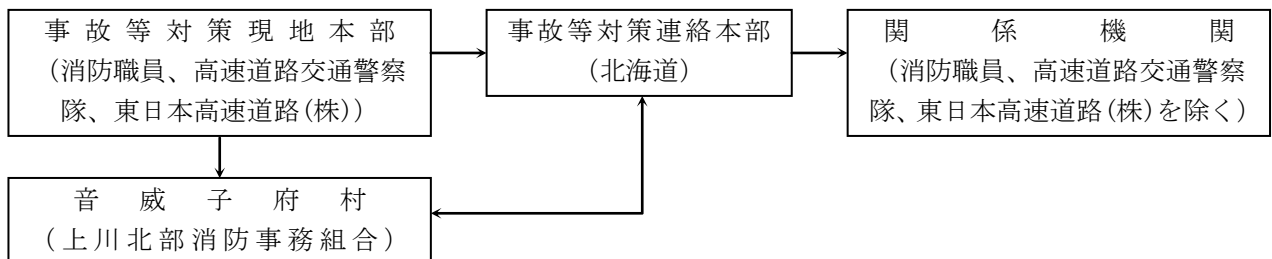 事故等対策現地本部
(消防職員、高速道路交通警察
隊、東日本高速道路(株))
事故等対策連絡本部
(北海道)
関係機関
(消防職員、高速道路交通警察
隊、東日本高速道路(株)を除く)
音威子府村
(上川北部消防事務組合)